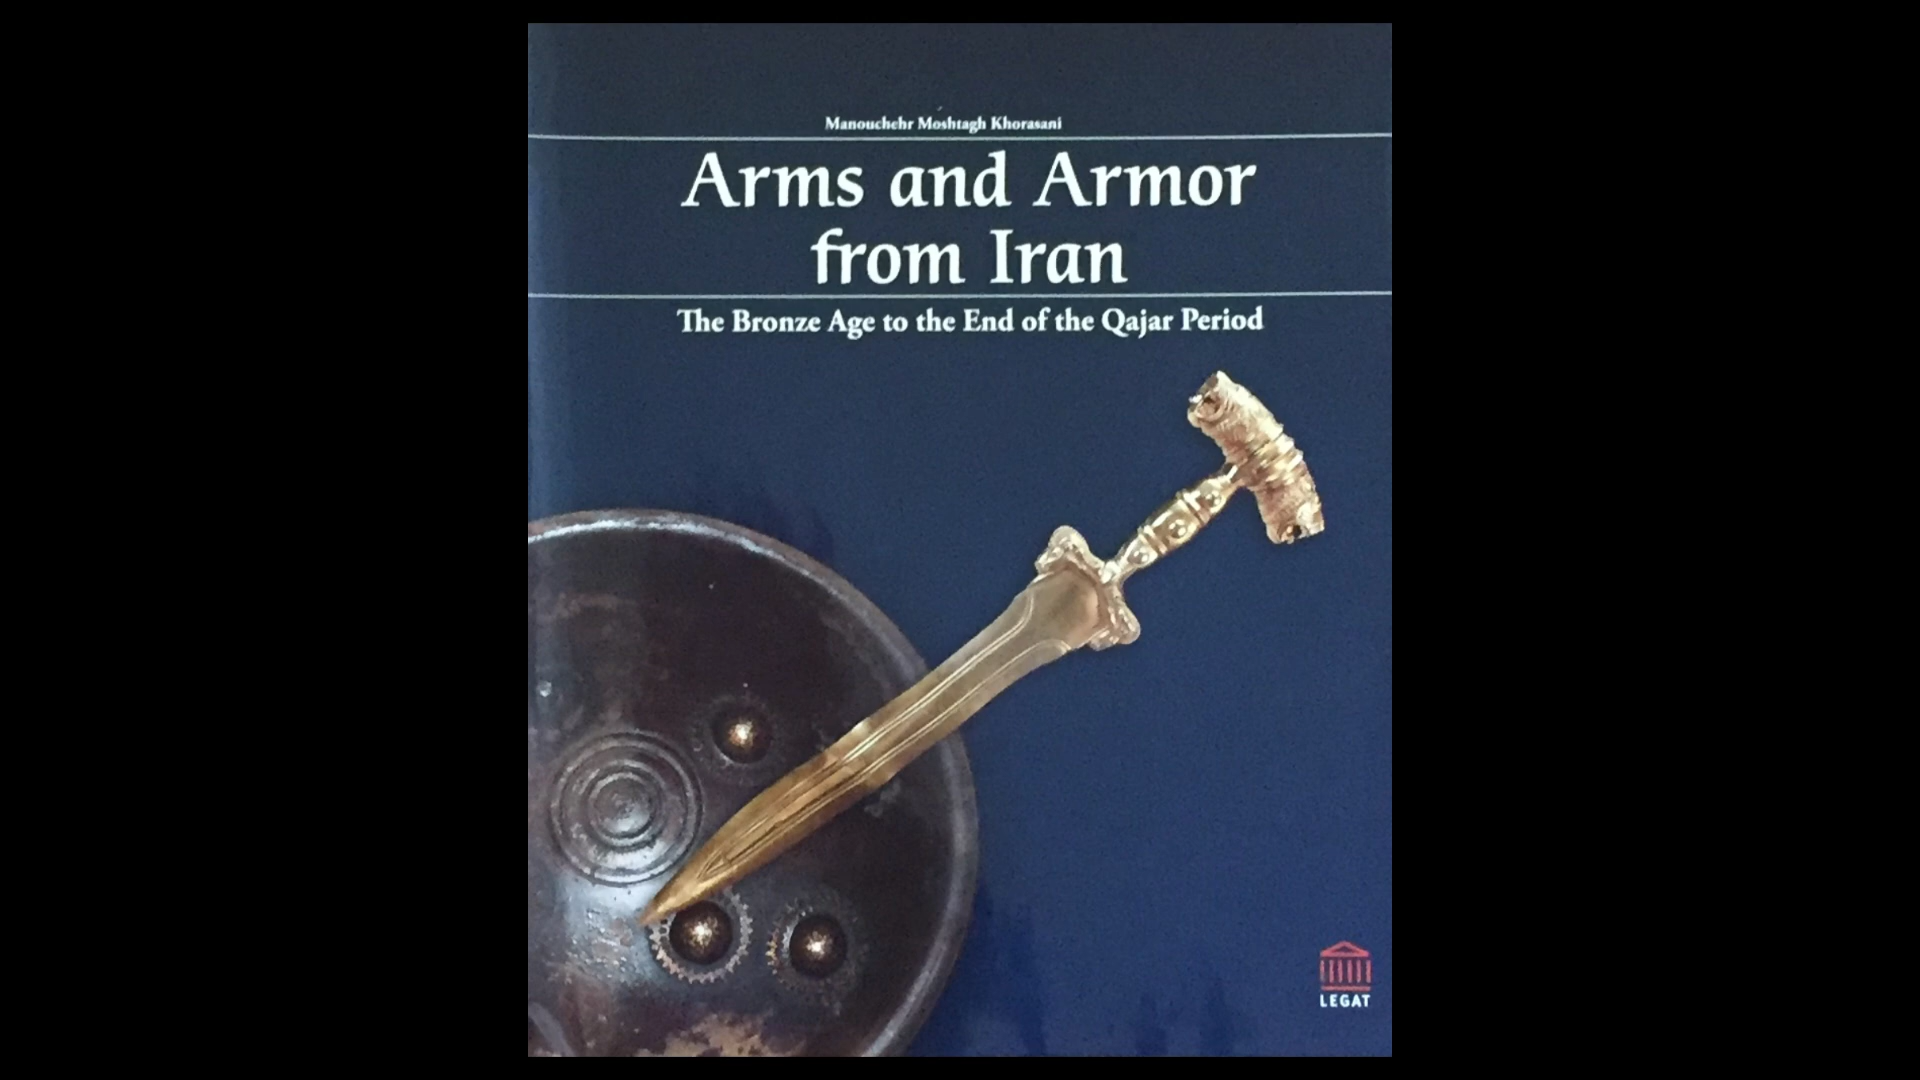 Manouchehr Moshtagh Khorasani
Arms and Armor
from Iran
The Bronze Age to the End of the Qajar Period
LEGAT